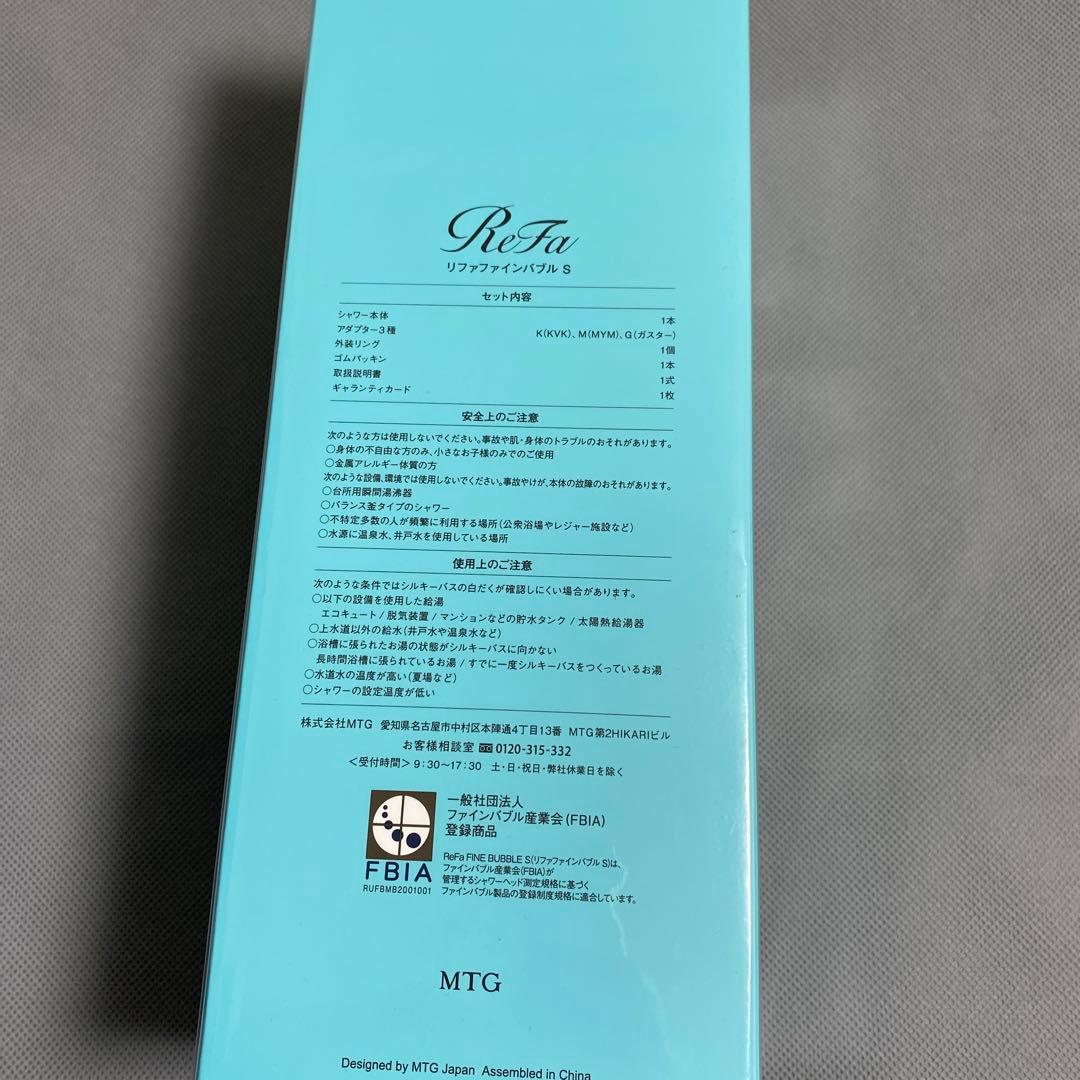 ReFa
リファファインバブル S
セット内容
シャワー本体 1本
アダプター3種 K(KVK)、M(MYM)、G(ガスター)
外装リング 1個
ゴムパッキン 1本
取扱説明書 1式
ギャランティカード 1枚
安全上のご注意
次のような方は使用しないでください。事故や肌・身体のトラブルのおそれがあります。
○身体の不自由な方のみ、小さなお子様のみでのご使用
○金属アレルギー体質の方
次のような設備、環境では使用しないでください。事故やけが、本体の故障のおそれがあります。
○台所用瞬間湯沸器
○バランス釜タイプのシャワー
○不特定多数の人が頻繁に利用する場所(公衆浴場やレジャー施設など)
○水源に温泉水、井戸水を使用している場所
使用上のご注意
次のような条件ではシルキーバスの白だくが確認しにくい場合があります。
○以下の設備を使用した給湯
エコキュート / 脱気装置 / マンションなどの貯水タンク / 太陽熱給湯器
○上水道以外の給水(井戸水や温泉水など)
○浴槽に張られたお湯の状態がシルキーバスに向かない
長時間浴槽に張られているお湯 / すでに一度シルキーバスをつくっているお湯
○水道水の温度が高い(夏場など)
○シャワーの設定温度が低い
株式会社MTG 愛知県名古屋市中村区本陣通4丁目13番 MTG第2HIKARIビル
お客様相談室 0120-315-332
＜受付時間＞9:30〜17:30 土・日・祝日・弊社休業日を除く
一般社団法人
ファインバブル産業会(FBIA)
登録商品
FBIA
RUFBMB2001001
ReFa FINE BUBBLE S(リファファインバブル S)は、
ファインバブル産業会(FBIA)が
管理するシャワーヘッド測定規格に基づく
ファインバブル製品の登録制度規格に適合しています。
MTG
Designed by MTG Japan Assembled in China